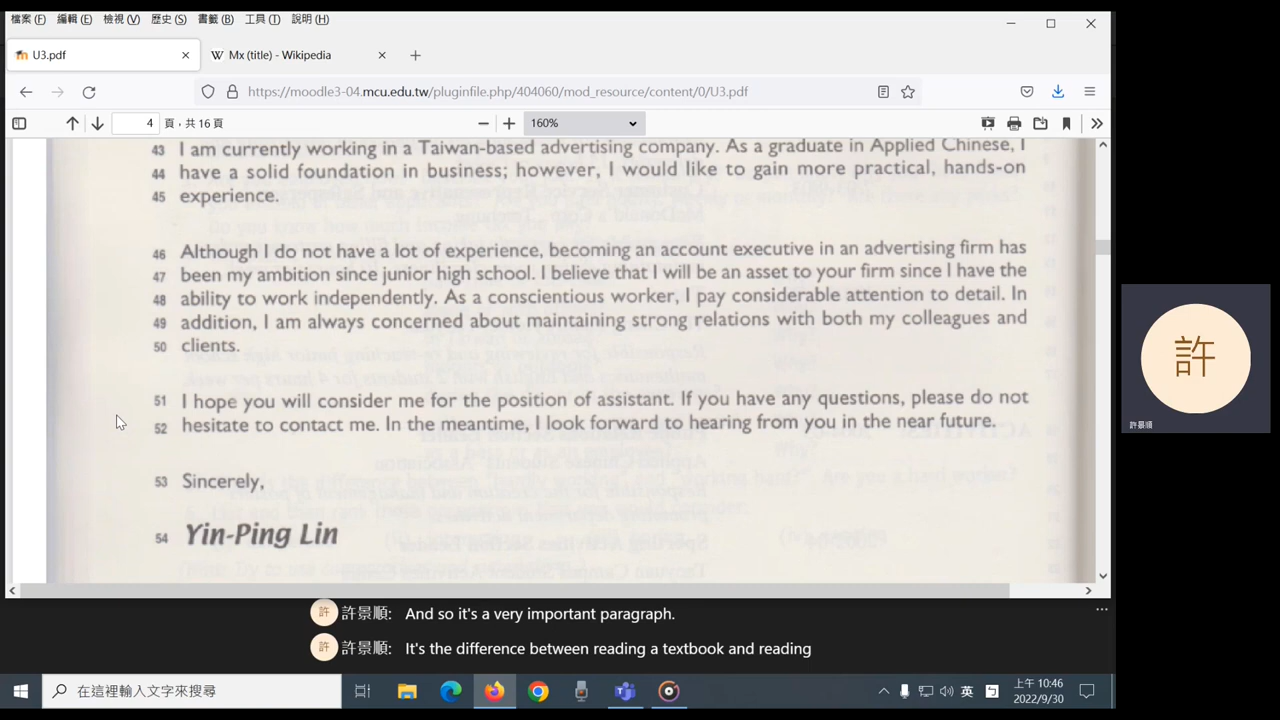 檔案 (F) 編輯 (E) 檢視 (V) 歷史 (S) 書籤 (B) 工具 (T) 說明 (H)
U3.pdf
W Mx (title) - Wikipedia
https://moodle3-04.mcu.edu.tw/pluginfile.php/404060/mod_resource/content/0/U3.pdf
4 頁，共 16 頁
160%
43 I am currently working in a Taiwan-based advertising company. As a graduate in Applied Chinese, I
44 have a solid foundation in business; however, I would like to gain more practical, hands-on
45 experience.
46 Although I do not have a lot of experience, becoming an account executive in an advertising firm has
47 been my ambition since junior high school. I believe that I will be an asset to your firm since I have the
48 ability to work independently. As a conscientious worker, I pay considerable attention to detail. In
49 addition, I am always concerned about maintaining strong relations with both my colleagues and
50 clients.
51 I hope you will consider me for the position of assistant. If you have any questions, please do not
52 hesitate to contact me. In the meantime, I look forward to hearing from you in the near future.
53 Sincerely,
54 Yin-Ping Lin
許
許景順
許 許景順: And so it's a very important paragraph.
許 許景順: It's the difference between reading a textbook and reading
在這裡輸入文字來搜尋
英
上午 10:46
2022/9/30